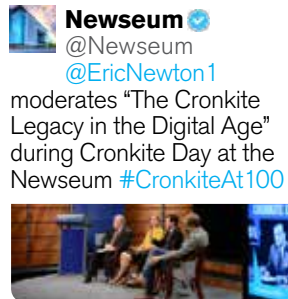 Newseum
@Newseum
@EricNewton1
moderates “The Cronkite
Legacy in the Digital Age”
during Cronkite Day at the
Newseum #CronkiteAt100